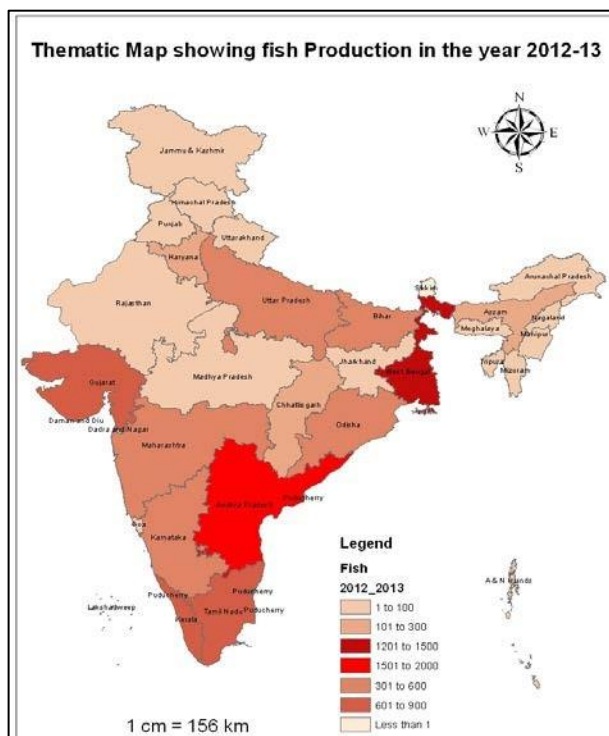 Thematic Map showing fish Production in the year 2012-13
N
W E
S
Jammu & Kashmir
Himachal Pradesh
Punjab
Uttarakhand
Haryana
Arunachal Pradesh
Sikkim
Rajasthan
Uttar Pradesh
Assam
Nagaland
Bihar
Meghalaya
Manipur
Jharkhand
Tripura
Mizoram
Gujarat
Madhya Pradesh
West Bengal
Chhattisgarh
Daman and Diu
Dadra and Nagar
Odisha
Maharashtra
Puducherry
Andhra Pradesh
Goa
Karnataka
Legend
Fish
2012_2013
Puducherry
Puducherry
A & N Islands
Lakshadweep
Kerala
Tamil Nadu
Puducherry
1 to 100
101 to 300
1201 to 1500
1501 to 2000
301 to 600
601 to 900
Less than 1
1 cm = 156 km